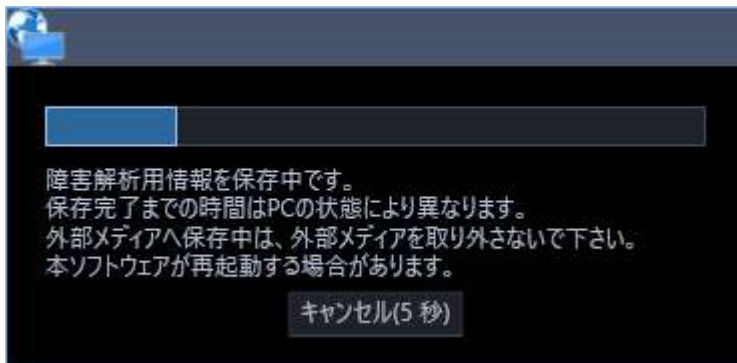 障害解析用情報を保存中です。
保存完了までの時間はPCの状態により異なります。
外部メディアへ保存中は、外部メディアを取り外さないで下さい。
本ソフトウェアが再起動する場合があります。
キャンセル(5 秒)